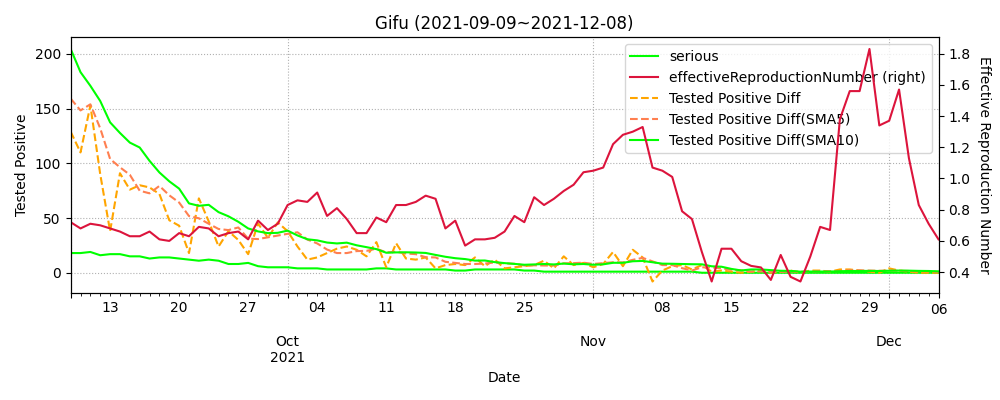 Gifu (2021-09-09~2021-12-08)
Tested Positive
200
150
100
50
0
serious
effectiveReproductionNumber (right)
Tested Positive Diff
Tested Positive Diff(SMA5)
Tested Positive Diff(SMA10)
1.8
1.6
1.4
1.2
1.0
0.8
0.6
0.4
Effective Reproduction Number
13 20 27 04 11 18 25 08 15 22 29 06
Oct Nov Dec
2021
Date